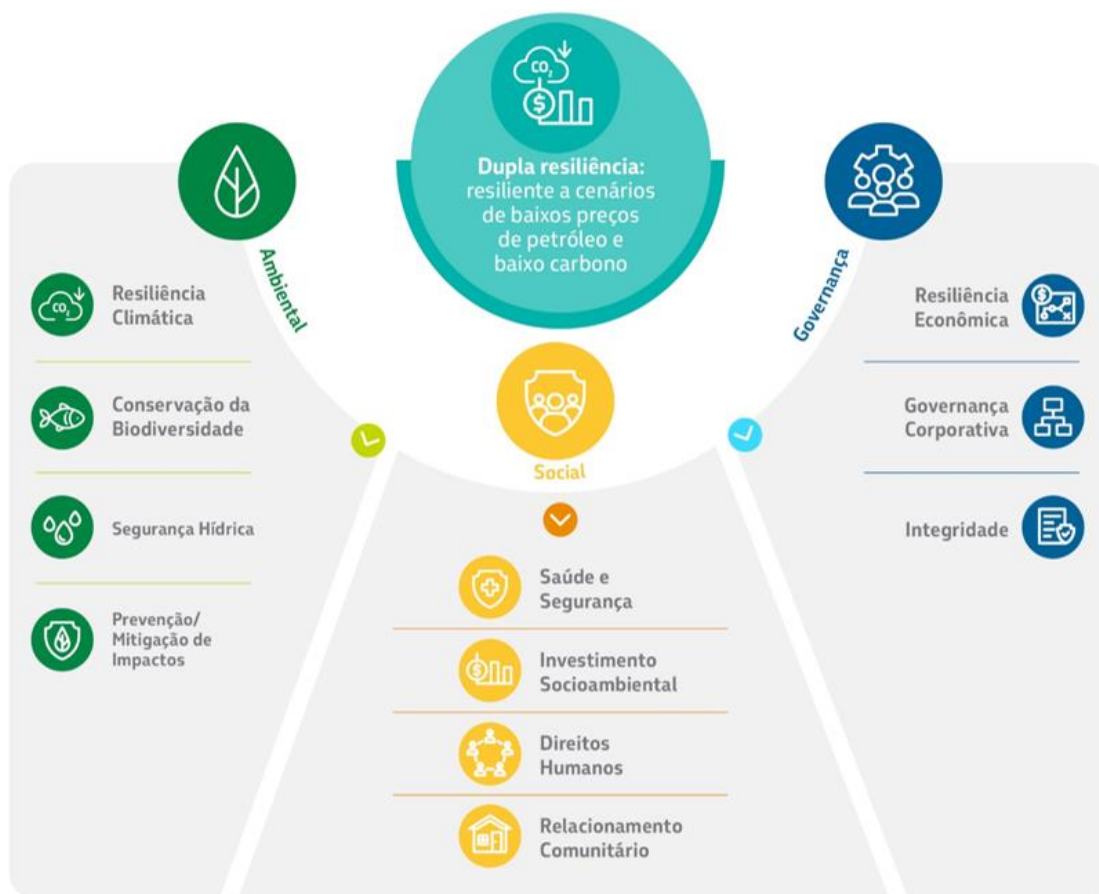 CO₂
$
Dupla resiliência:
resiliente a cenários
de baixos preços
de petróleo e
baixo carbono
Ambiental
CO₂
Resiliência
Climática
Conservação da
Biodiversidade
Segurança Hídrica
Prevenção/
Mitigação de
Impactos
Social
Saúde e
Segurança
$
Investimento
Socioambiental
Direitos
Humanos
Relacionamento
Comunitário
Governança
Resiliência
Econômica
$
Governança
Corporativa
Integridade